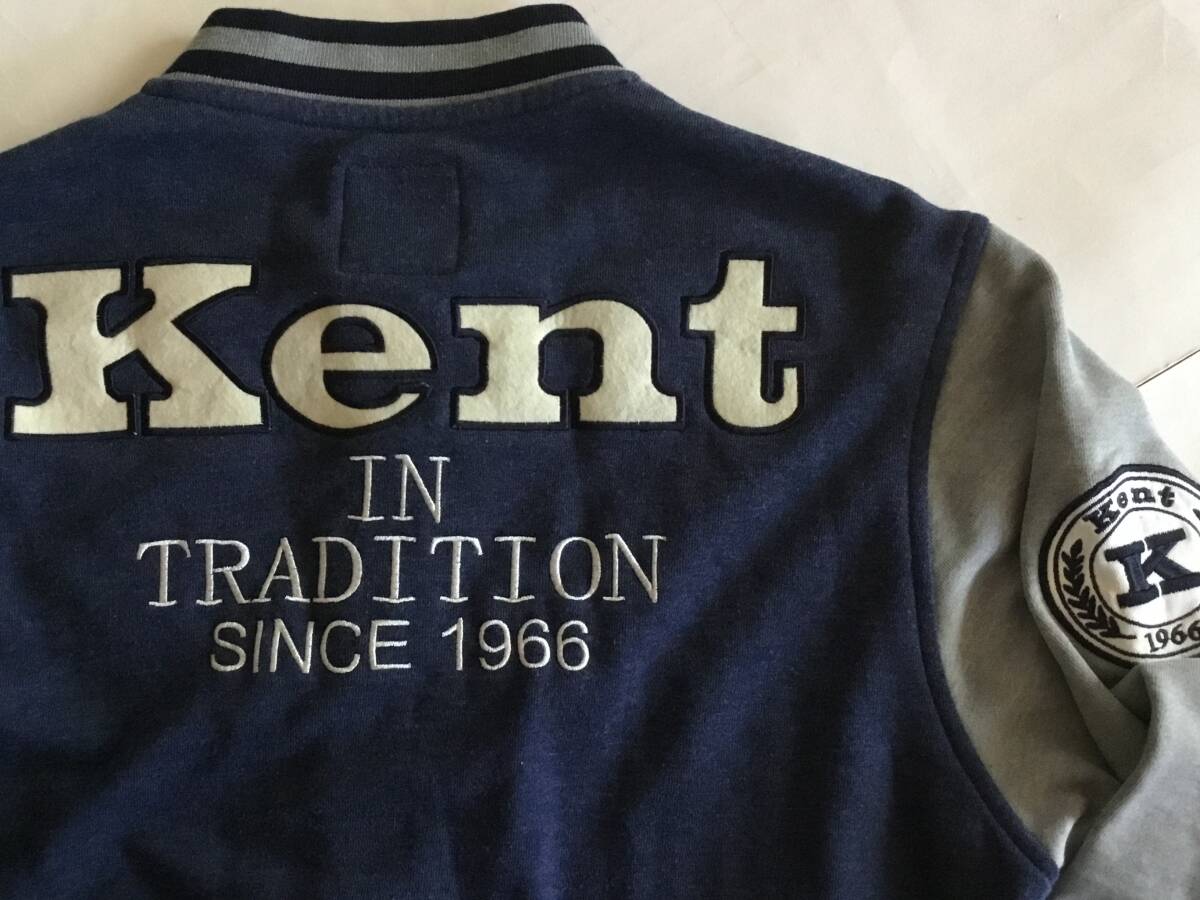 Kent
IN
TRADITION
SINCE 1966
Kent
K
1966